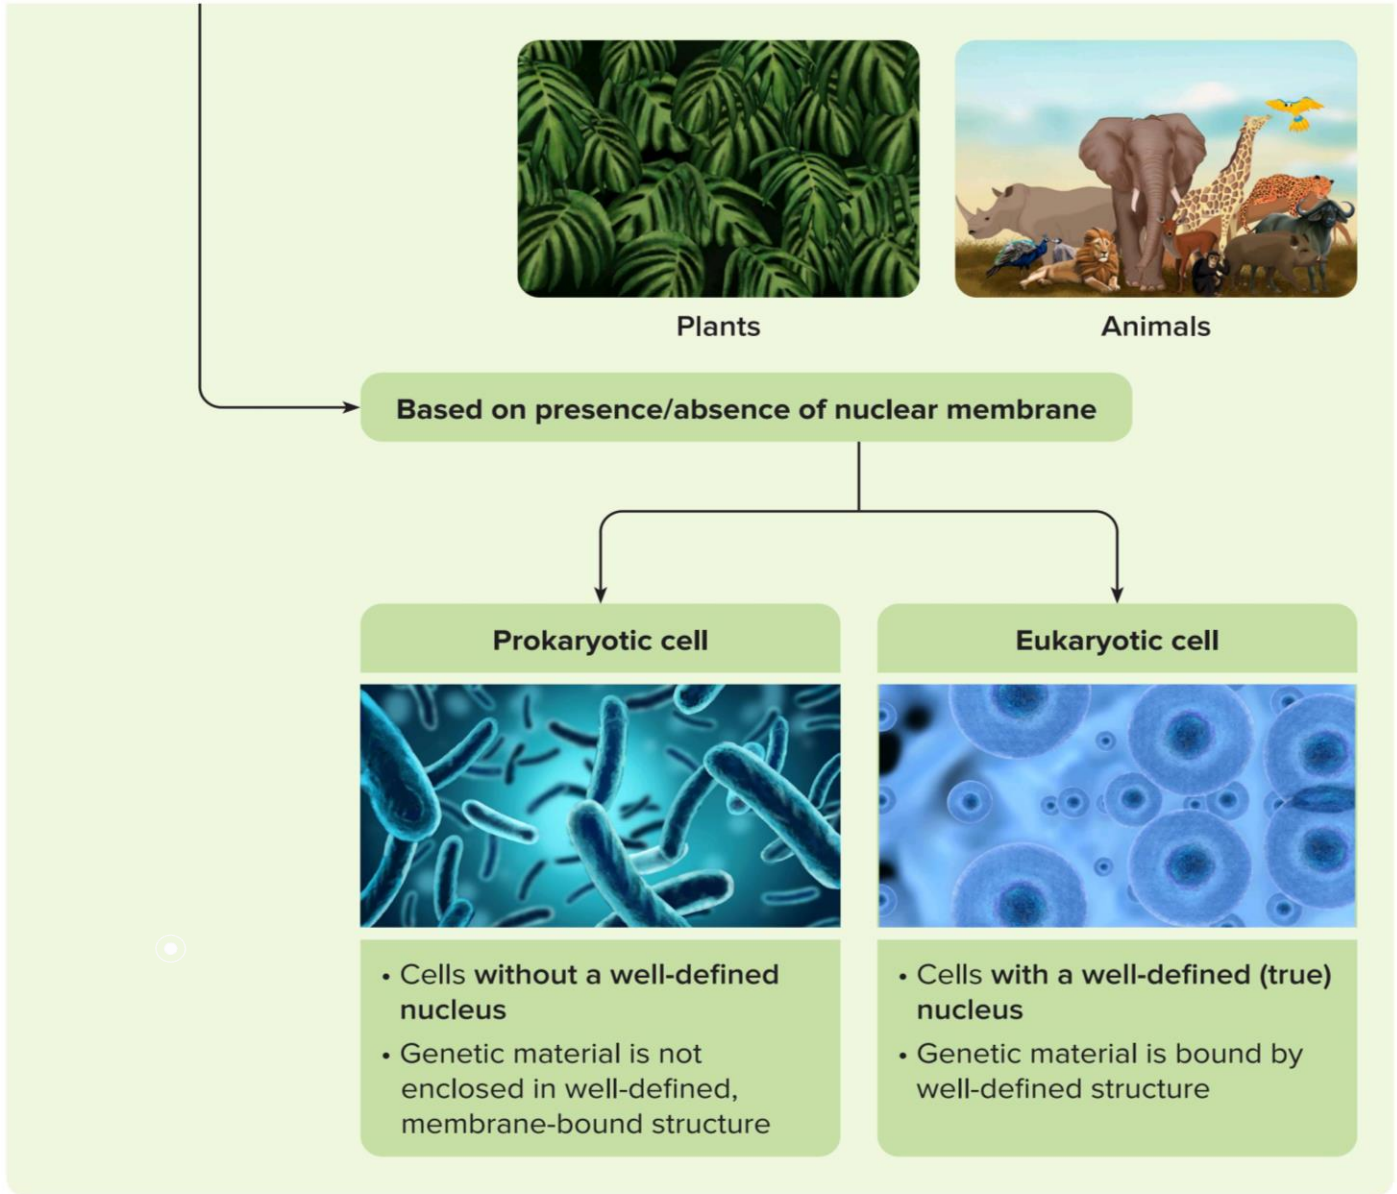 Plants
Animals
Based on presence/absence of nuclear membrane
Prokaryotic cell
Eukaryotic cell
• Cells without a well-defined
nucleus
• Genetic material is not
enclosed in well-defined,
membrane-bound structure
• Cells with a well-defined (true)
nucleus
• Genetic material is bound by
well-defined structure